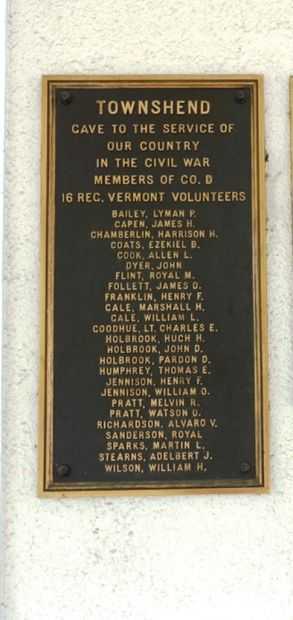 TOWNSHEND
GAVE TO THE SERVICE OF
OUR COUNTRY
IN THE CIVIL WAR
MEMBERS OF CO. D
16 REG. VERMONT VOLUNTEERS
BAILEY, LYMAN P.
CAPEN, JAMES H.
CHAMBERLIN, HARRISON H.
COATS, EZEKIEL B.
COOK, ALLEN L.
DYER, JOHN
FLINT, ROYAL M.
FOLLETT, JAMES O.
FRANKLIN, HENRY F.
GALE, MARSHALL H.
GALE, WILLIAM L.
GOODHUE, LT. CHARLES E.
HOLBROOK, HUGH H.
HOLBROOK, JOHN D.
HOLBROOK, PARDON D.
HUMPHREY, THOMAS E.
JENNISON, HENRY F.
JENNISON, WILLIAM O.
PRATT, MELVIN R.
PRATT, WATSON O.
RICHARDSON, ALVARO V.
SANDERSON, ROYAL
SPARKS, MARTIN L.
STEARNS, ADELBERT J.
WILSON, WILLIAM H.